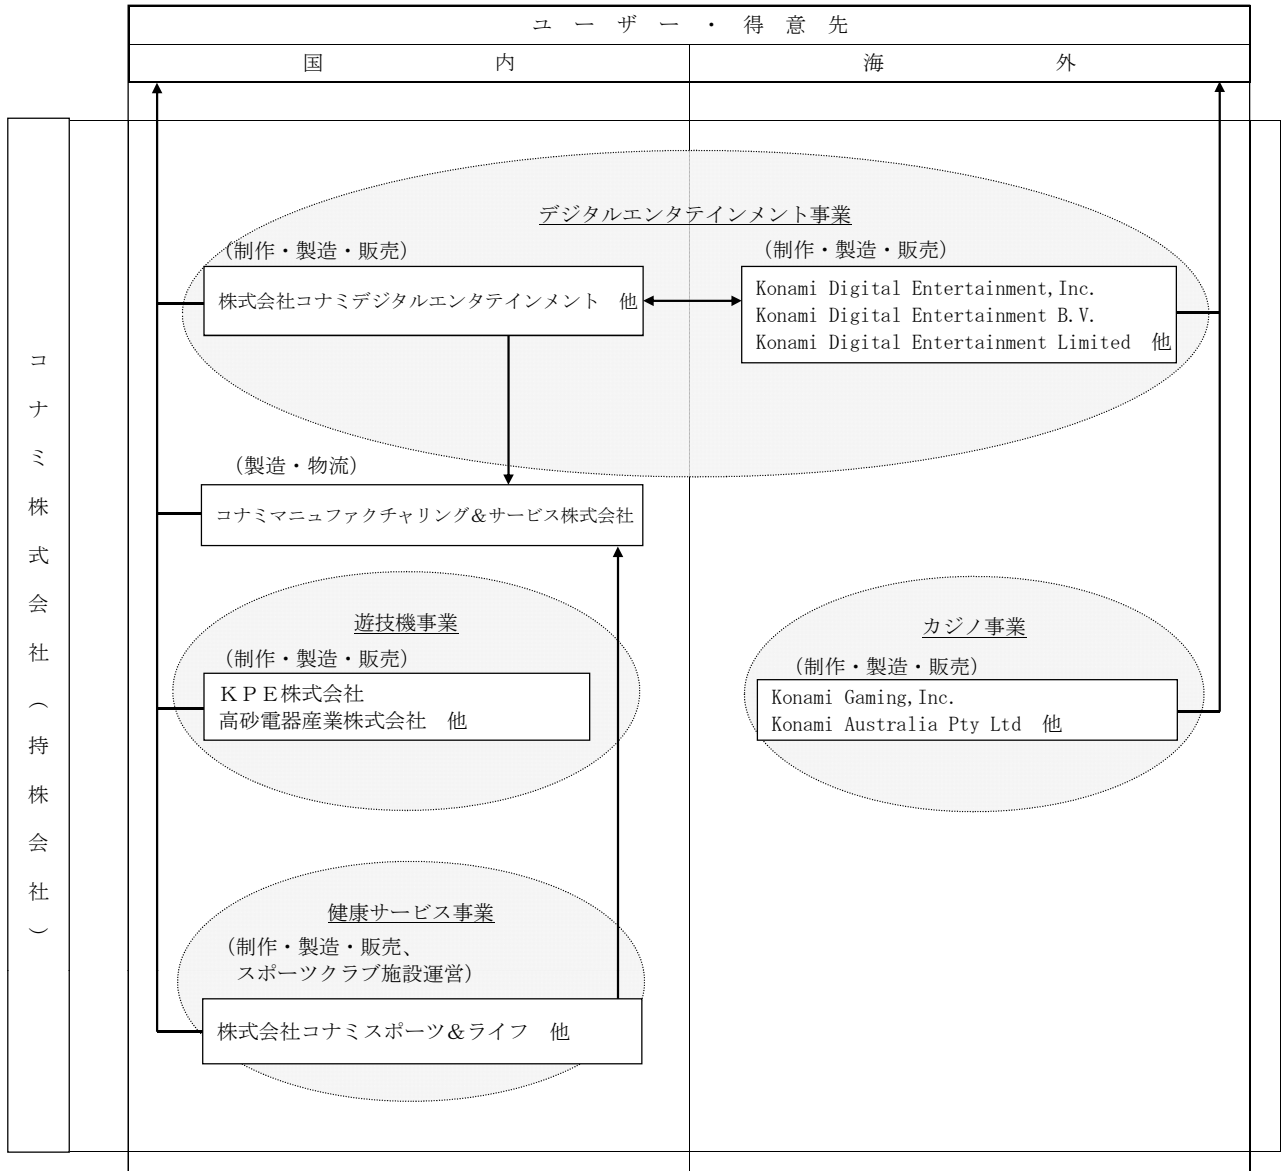 ユーザー・得意先
国内
海外
コナミ株式会社（持株会社）
デジタルエンタテインメント事業
（制作・製造・販売）
株式会社コナミデジタルエンタテインメント　他
（制作・製造・販売）
Konami Digital Entertainment,Inc.
Konami Digital Entertainment B.V.
Konami Digital Entertainment Limited　他
（製造・物流）
コナミマニュファクチャリング＆サービス株式会社
遊技機事業
（制作・製造・販売）
ＫＰＥ株式会社
高砂電器産業株式会社　他
カジノ事業
（制作・製造・販売）
Konami Gaming,Inc.
Konami Australia Pty Ltd　他
健康サービス事業
（制作・製造・販売、
スポーツクラブ施設運営）
株式会社コナミスポーツ＆ライフ　他